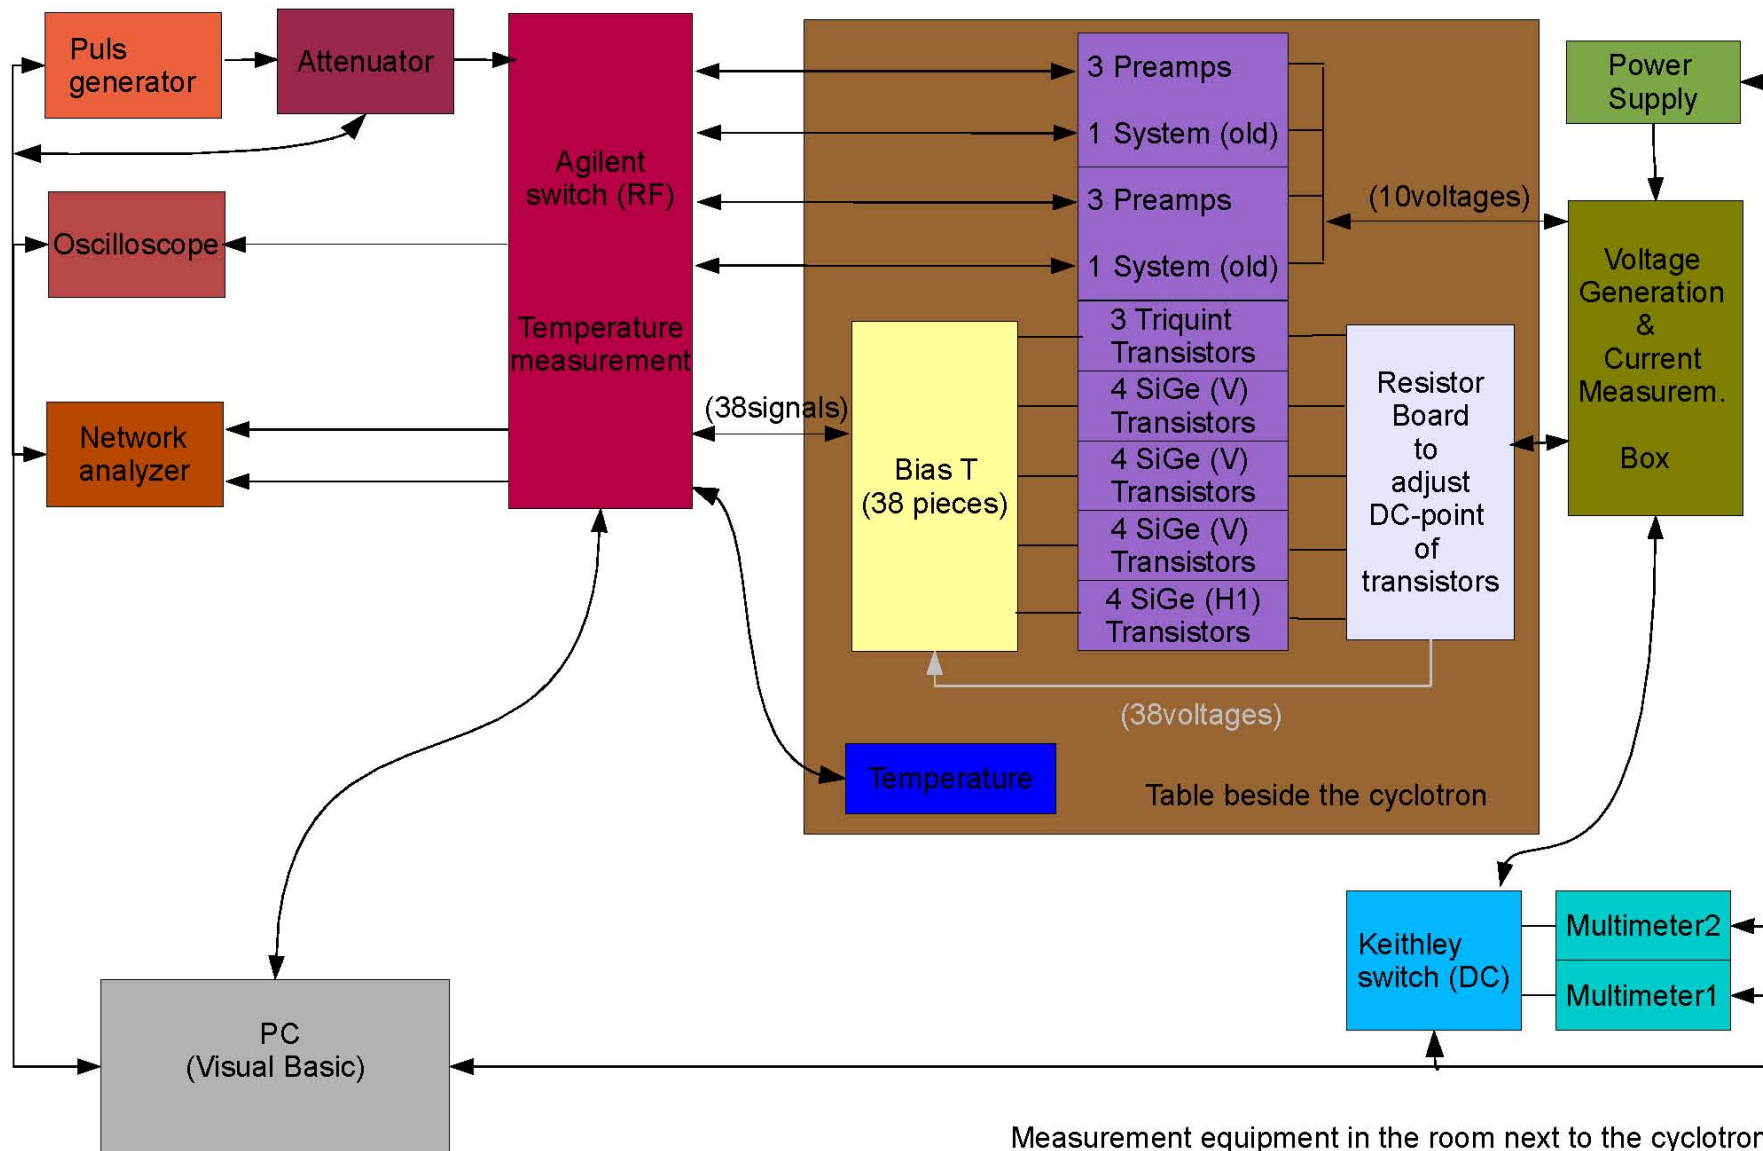 Puls
generator
Attenuator
Oscilloscope
Network
analyzer
Agilent
switch (RF)
Temperature
measurement
3 Preamps
1 System (old)
3 Preamps
1 System (old)
3 Triquint
Transistors
4 SiGe (V)
Transistors
4 SiGe (V)
Transistors
4 SiGe (V)
Transistors
4 SiGe (H1)
Transistors
(38signals)
Bias T
(38 pieces)
(38voltages)
Resistor
Board
to
adjust
DC-point
of
transistors
(10voltages)
Power
Supply
Voltage
Generation
&
Current
Measurem.
Box
Temperature
Table beside the cyclotron
Keithley
switch (DC)
Multimeter2
Multimeter1
PC
(Visual Basic)
Measurement equipment in the room next to the cyclotron